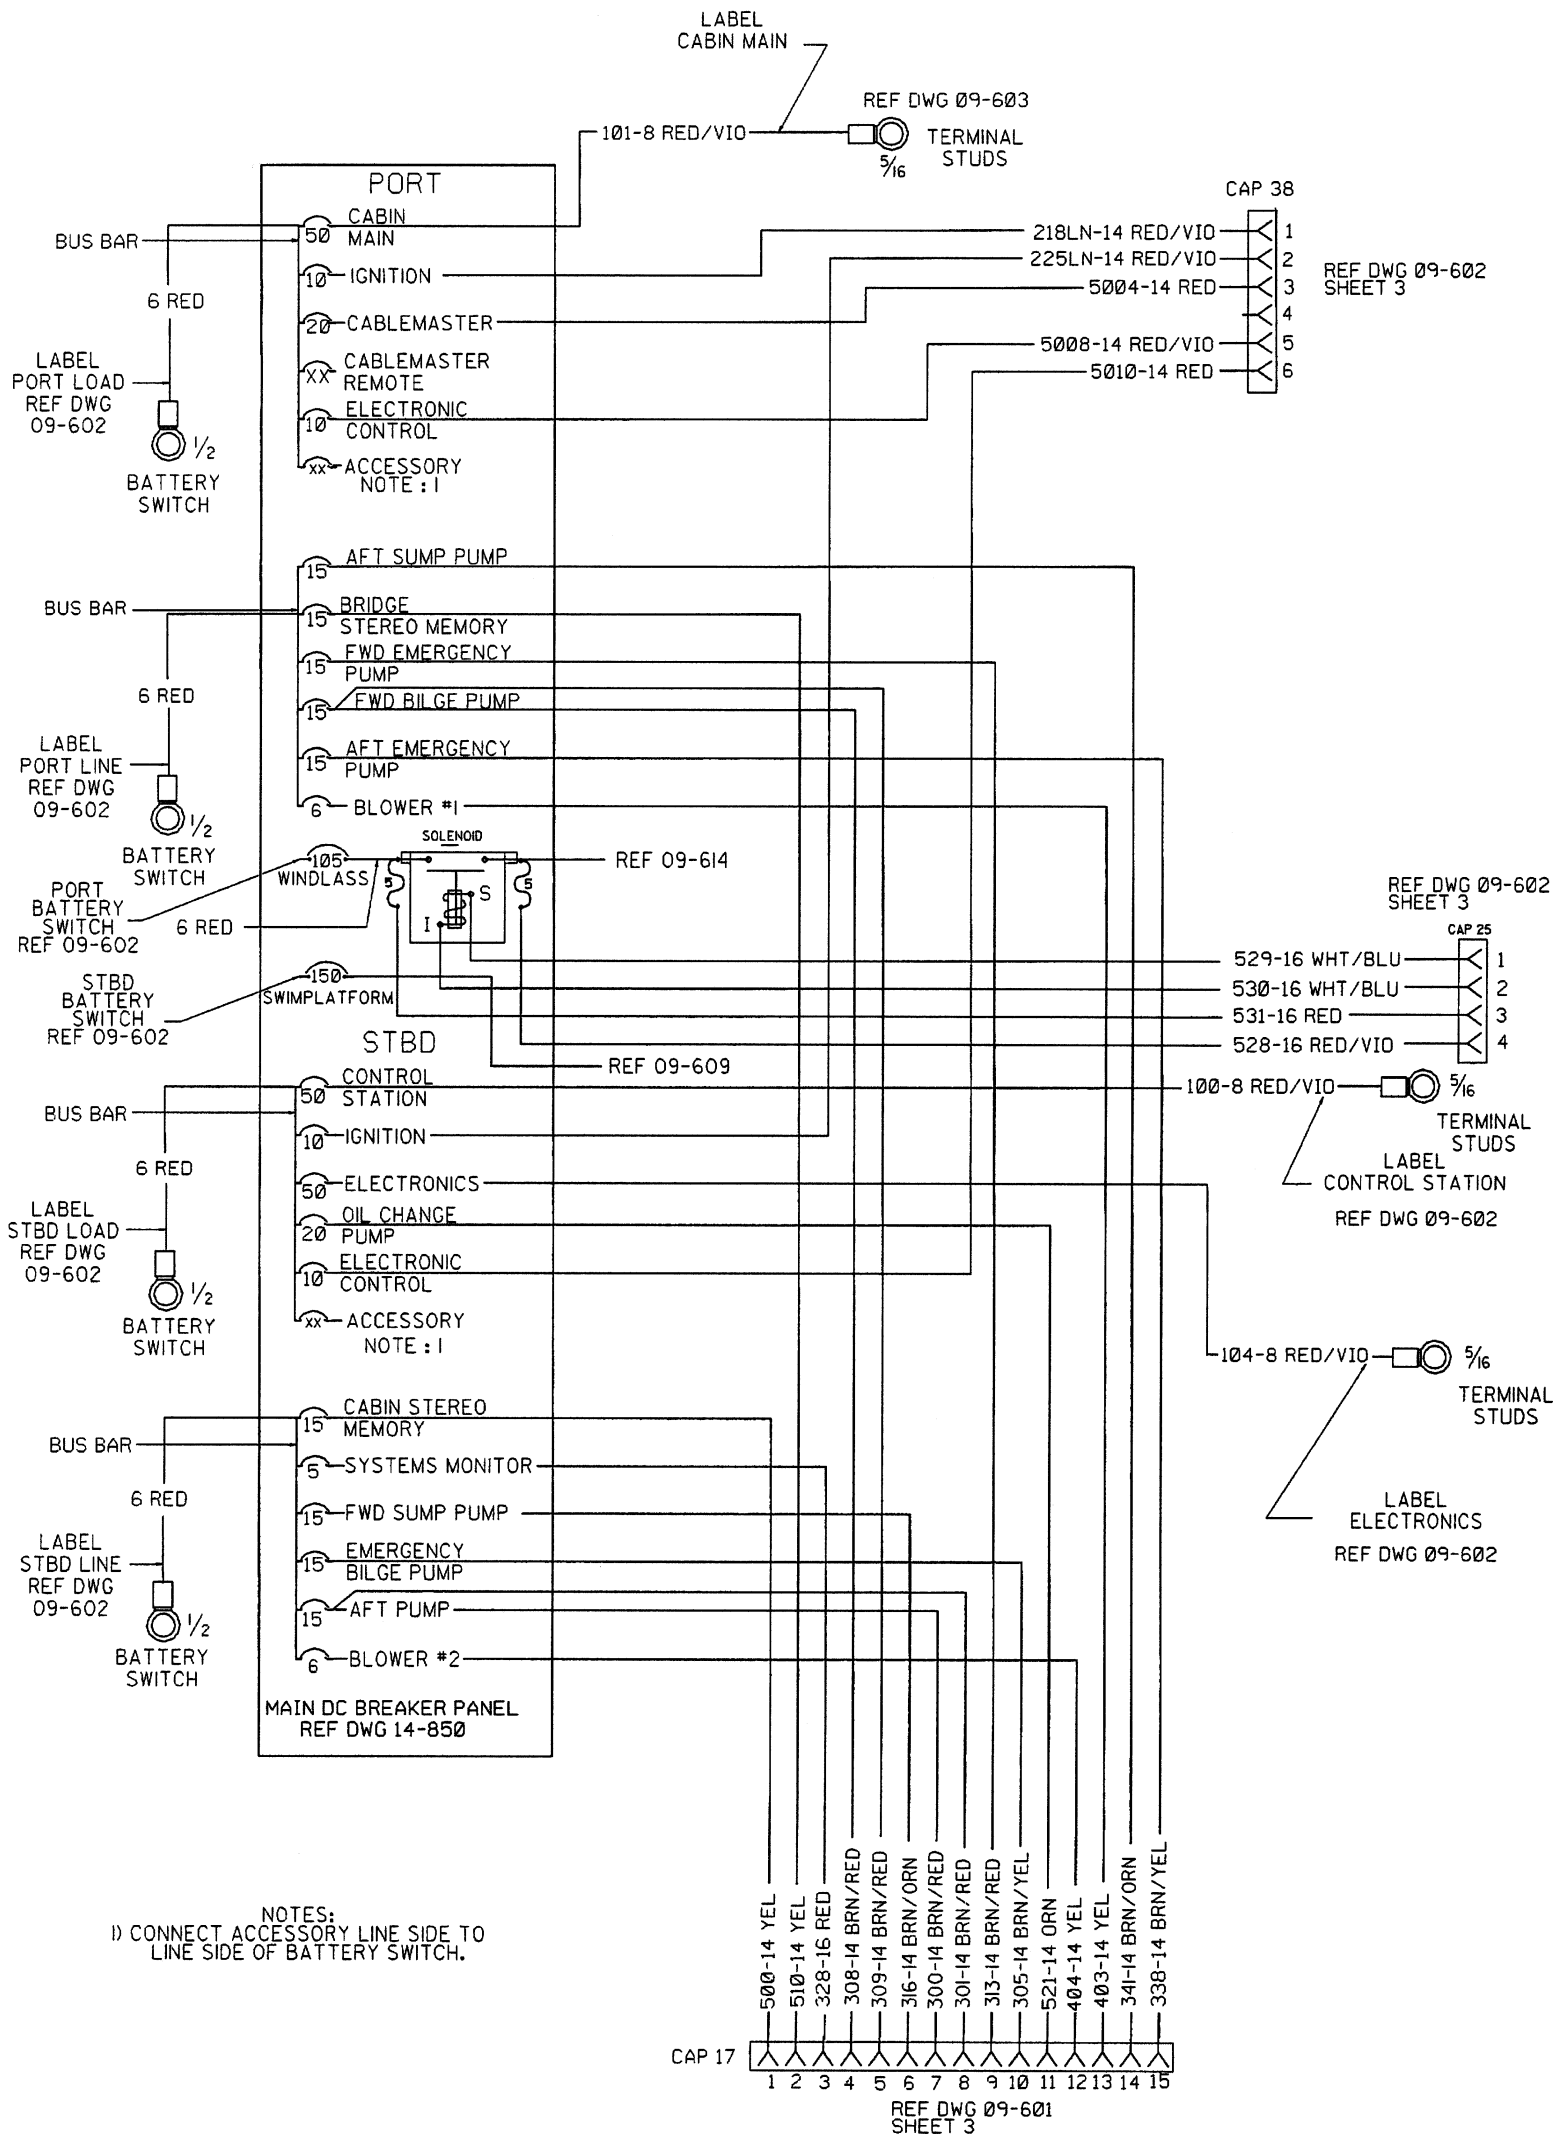 LABEL
CABIN MAIN
REF DWG 09-603
101-8 RED/VIO
TERMINAL
STUDS
5/16
PORT
CABIN
MAIN
50
BUS BAR
10 IGNITION
6 RED
20 CABLEMASTER
LABEL
PORT LOAD
REF DWG
09-602
XX CABLEMASTER
REMOTE
10 ELECTRONIC
CONTROL
1/2
BATTERY
SWITCH
XX ACCESSORY
NOTE : 1
CAP 38
218LN-14 RED/VIO 1
225LN-14 RED/VIO 2
5004-14 RED 3
4
5008-14 RED/VIO 5
5010-14 RED 6
REF DWG 09-602
SHEET 3
15 AFT SUMP PUMP
BUS BAR
15 BRIDGE
STEREO MEMORY
15 FWD EMERGENCY
PUMP
6 RED
15 FWD BILGE PUMP
LABEL
PORT LINE
REF DWG
09-602
15 AFT EMERGENCY
PUMP
6 BLOWER #1
1/2
BATTERY
SWITCH
SOLENOID
105
WINDLASS
REF 09-614
5
5
S
I
PORT
BATTERY
SWITCH
REF 09-602
6 RED
150
SWIMPLATFORM
STBD
BATTERY
SWITCH
REF 09-602
REF DWG 09-602
SHEET 3
CAP 25
529-16 WHT/BLU 1
530-16 WHT/BLU 2
531-16 RED 3
528-16 RED/VIO 4
STBD
REF 09-609
50 CONTROL
STATION
100-8 RED/VIO
5/16
TERMINAL
STUDS
LABEL
CONTROL STATION
REF DWG 09-602
BUS BAR
10 IGNITION
6 RED
50 ELECTRONICS
LABEL
STBD LOAD
REF DWG
09-602
20 OIL CHANGE
PUMP
10 ELECTRONIC
CONTROL
1/2
BATTERY
SWITCH
XX ACCESSORY
NOTE : 1
104-8 RED/VIO
5/16
TERMINAL
STUDS
LABEL
ELECTRONICS
REF DWG 09-602
15 CABIN STEREO
MEMORY
BUS BAR
5 SYSTEMS MONITOR
6 RED
15 FWD SUMP PUMP
LABEL
STBD LINE
REF DWG
09-602
15 EMERGENCY
BILGE PUMP
15 AFT PUMP
1/2
BATTERY
SWITCH
6 BLOWER #2
MAIN DC BREAKER PANEL
REF DWG 14-850
NOTES:
1) CONNECT ACCESSORY LINE SIDE TO
LINE SIDE OF BATTERY SWITCH.
500-14 YEL
510-14 YEL
328-16 RED
308-14 BRN/RED
309-14 BRN/RED
316-14 BRN/ORN
300-14 BRN/RED
301-14 BRN/RED
313-14 BRN/RED
305-14 BRN/YEL
521-14 ORN
404-14 YEL
403-14 YEL
341-14 BRN/ORN
338-14 BRN/YEL
CAP 17
1 2 3 4 5 6 7 8 9 10 11 12 13 14 15
REF DWG 09-601
SHEET 3